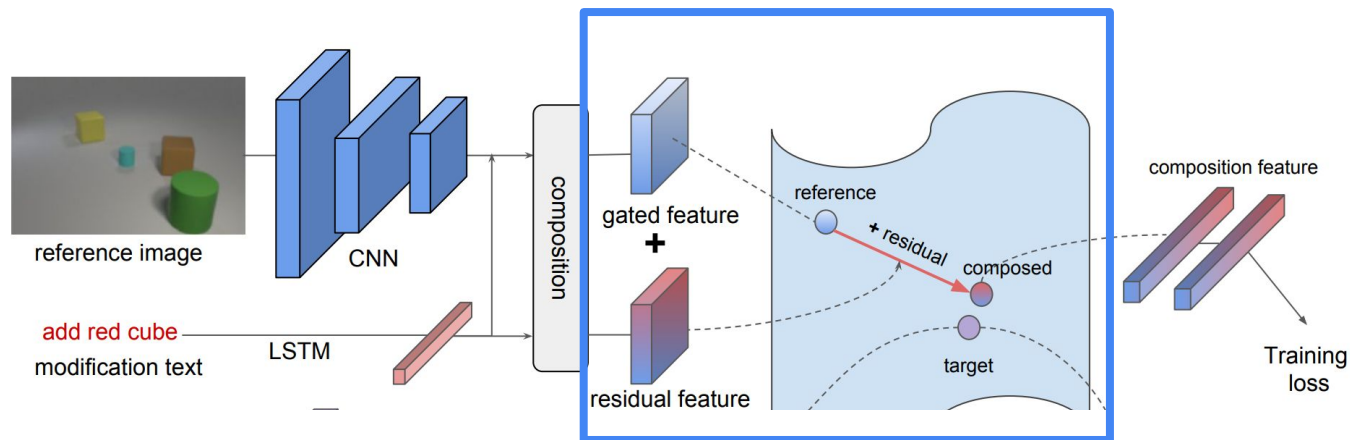 reference image
CNN
add red cube
modification text
LSTM
composition
gated feature
+
residual feature
reference
+ residual
composed
target
composition feature
Training
loss